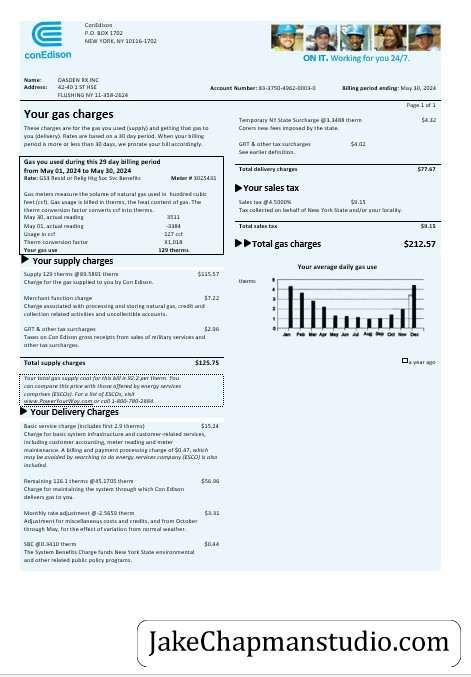 conEdison
ConEdison
P.O. BOX 1702
NEW YORK, NY 10116-1702
ON IT. Working for you 24/7.
Name: DASDEN RX INC
Address: 42-40 1 ST HSE
FLUSHING NY 11-358-2624
Account Number: 83-3750-4962-0003-0
Billing period ending: May 30, 2024
Page 1 of 1
Your gas charges
These charges are for the gas you used (supply) and getting that gas to
you (delivery). Rates are based on a 30 day period. When your billing
period is more or less than 30 days, we prorate your bill accordingly.
Gas you used during this 29 day billing period
from May 01, 2024 to May 30, 2024
Rate: GS3 Resid or Relig Htg Soc Svc Benefits Meter # 3025431
Gas meters measure the volume of natural gas used in hundred cubic
feet (ccf). Gas usage is billed in therms, the heat content of gas. The
therm conversion factor converts ccf into therms.
May 30, actual reading 3511
May 01, actual reading -3384
Usage in ccf 127 ccf
Therm conversion factor X1,018
Your gas use 129 therms
Your supply charges
Supply 129 therms @89.5891 therm $115.57
Charge for the gas supplied to you by Con Edison.
Merchant function charge $7.22
Charge associated with processing and storing natural gas, credit and
collection related activities and uncollectible accounts.
GRT & other tax surcharges $2.96
Taxes on Con Edison gross receipts from sales of military services and
other tax surcharges.
Total supply charges $125.75
Your total gas supply cost for this bill is 92.2 per therm. You
can compare this price with those offered by energy services
comprises (ESCOs). For a list of ESCOs, visit
www.PowerYourWay.com or call 1-800-780-2884.
Your Delivery Charges
Basic service charge (includes first 2.9 therms) $15.24
Charge for basic system infrastructure and customer-related services,
including customer accounting, meter reading and meter
maintenance. A billing and payment processing charge of $0.47, which
may be avoided by searching to do energy services company (ESCO) is also
included.
Remaining 126.1 therms @45.1705 therm $56.96
Charge for maintaining the system through which Con Edison
delivers gas to you.
Monthly rate adjustment @ -2.5659 therm $3.31
Adjustment for miscellaneous costs and credits, and from October
through May, for the effect of variation from normal weather.
SBC @0.3410 therm $0.44
The System Benefits Charge funds New York State environmental
and other related public policy programs.
Temporary NY State Surcharge @3.3488 therm $4.32
Corers new fees imposed by the state.
GRT & other tax surcharges $4.02
See earlier definition.
Total delivery charges $77.67
Your sales tax
Sales tax @4.5000% $9.15
Tax collected on behalf of New York State and/or your locality.
Total sales tax $9.15
Total gas charges $212.57
Your average daily gas use
therms
5
4
3
2
1
0
Jan Feb Mar Apr May Jun Jul Aug Sep Oct Nov Dec
a year ago
JakeChapmanstudio.com